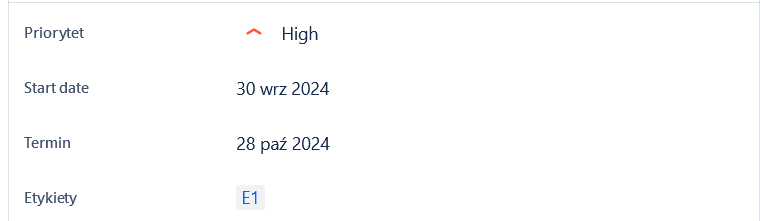 Priorytet High
Start date 30 wrz 2024
Termin 28 paź 2024
Etykiety E1